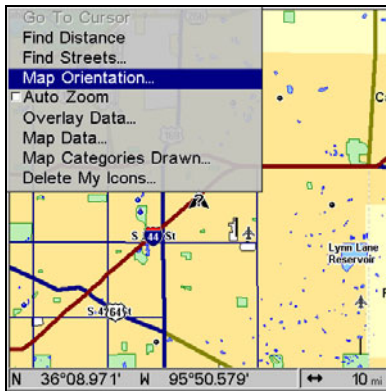 Go To Cursor
Find Distance
Find Streets...
Map Orientation...
Auto Zoom
Overlay Data...
Map Data...
Map Categories Drawn...
Delete My Icons...
S 44 St
Lynn Lane
Reservoir
N 36°08.971' W 95°50.579' ↔ 10 mi